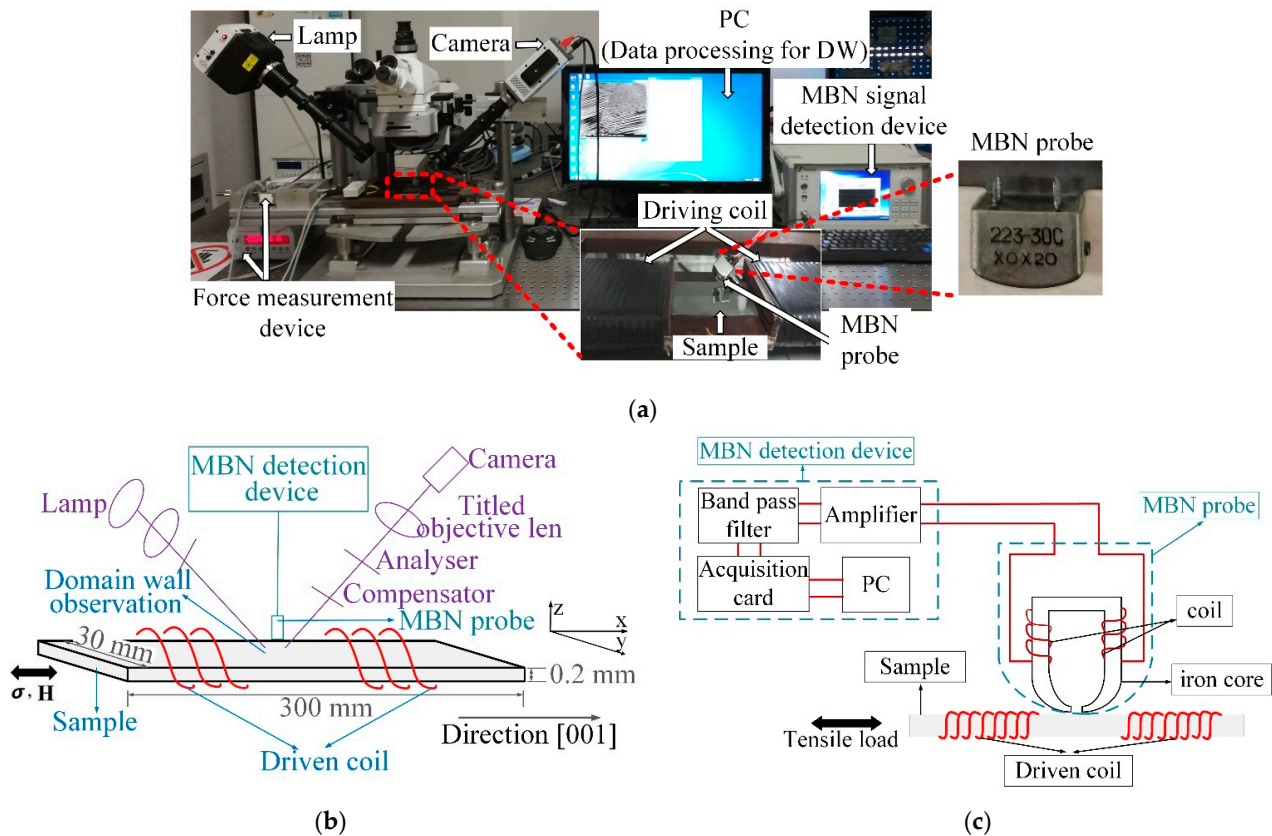 Lamp
Camera
PC
(Data processing for DW)
MBN signal
detection device
MBN probe
Driving coil
223-30C
X0X20
Force measurement
device
Sample
MBN
probe
(a)
MBN detection
device
Camera
Lamp
Titled
objective len
Analyser
Compensator
Domain wall
observation
MBN probe
z
x
y
30 mm
0.2 mm
σ, H
300 mm
Sample
Direction [001]
Driven coil
(b)
MBN detection device
Band pass
filter
Amplifier
MBN probe
Acquisition
card
PC
coil
Sample
iron core
Tensile load
Driven coil
(c)